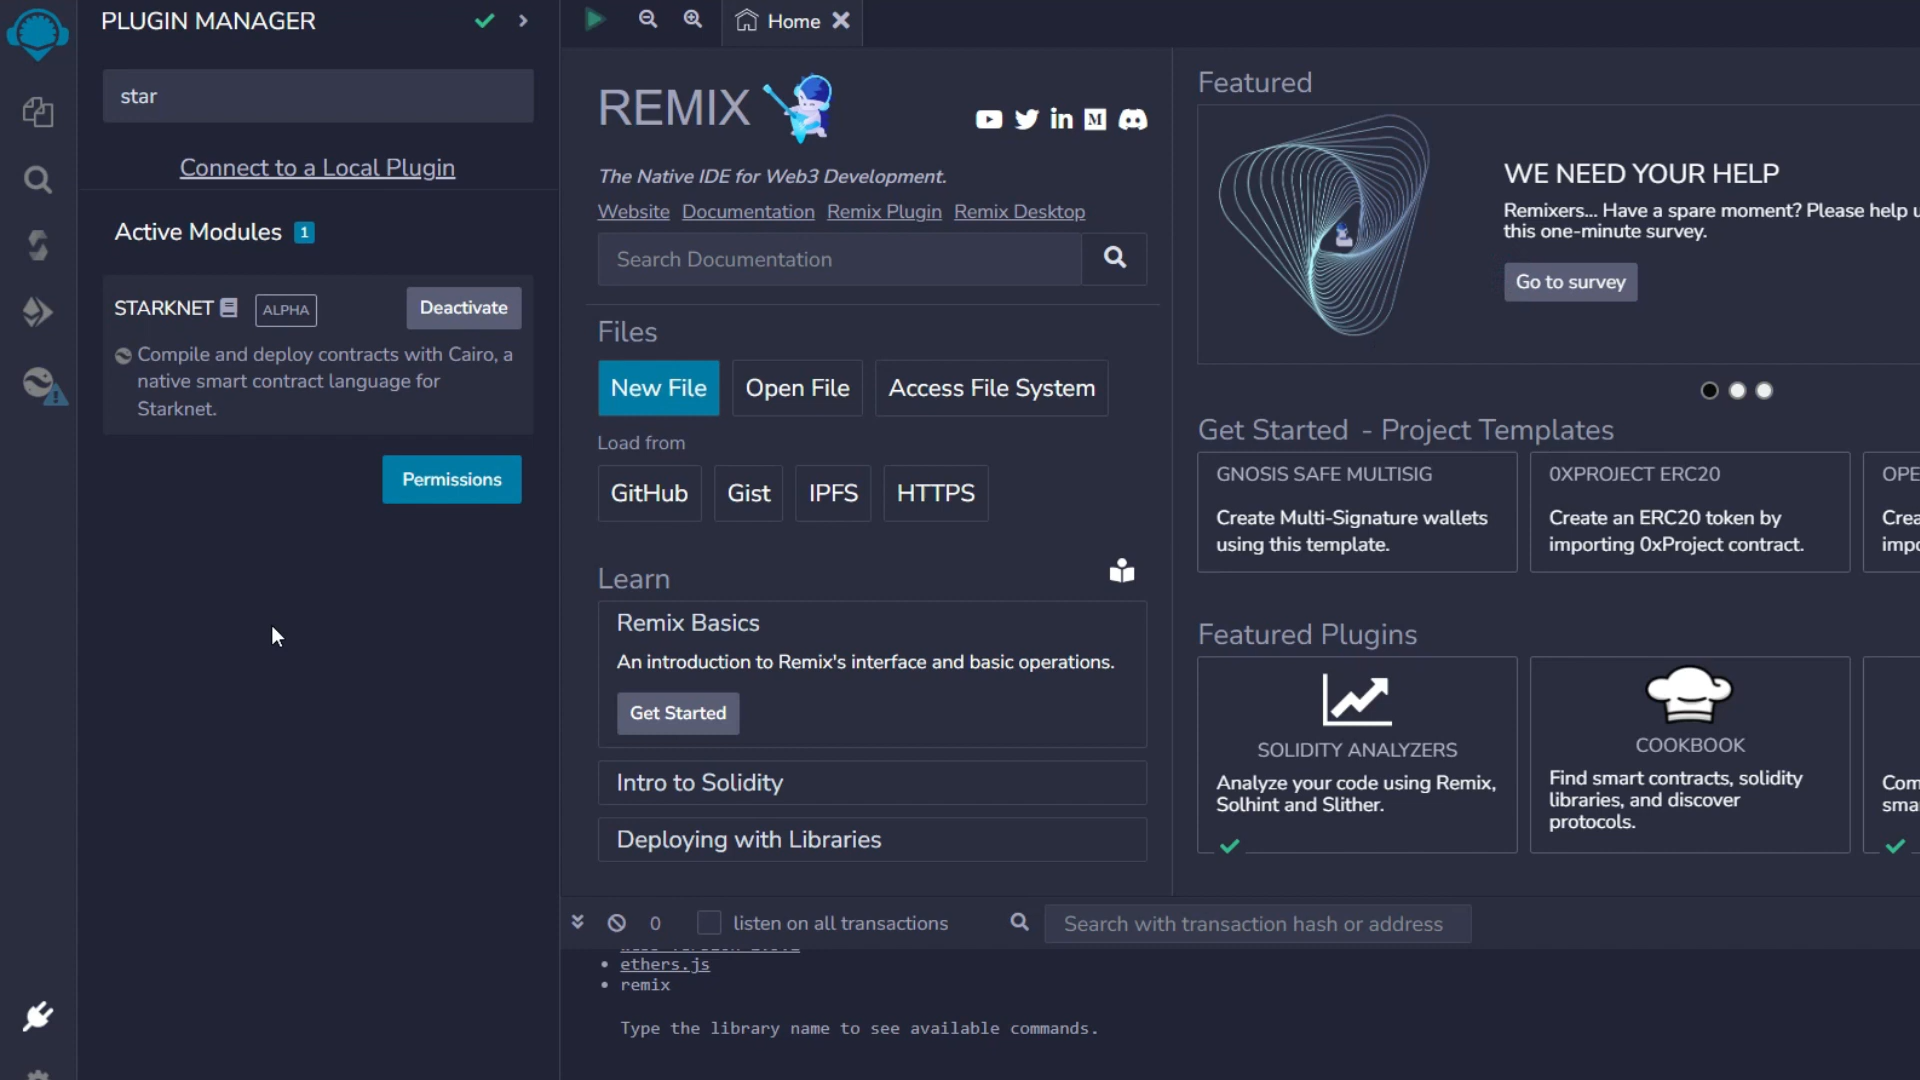 PLUGIN MANAGER
star
Connect to a Local Plugin
Active Modules 1
STARKNET ALPHA Deactivate
Compile and deploy contracts with Cairo, a
native smart contract language for
Starknet.
Permissions
Home
REMIX
The Native IDE for Web3 Development.
Website Documentation Remix Plugin Remix Desktop
Search Documentation
Files
New File Open File Access File System
Load from
GitHub Gist IPFS HTTPS
Learn
Remix Basics
An introduction to Remix's interface and basic operations.
Get Started
Intro to Solidity
Deploying with Libraries
Featured
WE NEED YOUR HELP
Remixers... Have a spare moment? Please help u
this one-minute survey.
Go to survey
Get Started - Project Templates
GNOSIS SAFE MULTISIG
Create Multi-Signature wallets
using this template.
0XPROJECT ERC20
Create an ERC20 token by
importing 0xProject contract.
OPE
Crea
impo
Featured Plugins
SOLIDITY ANALYZERS
Analyze your code using Remix,
Solhint and Slither.
COOKBOOK
Find smart contracts, solidity
libraries, and discover
protocols.
Com
smar
0 listen on all transactions
Search with transaction hash or address
• ethers.js
• remix
Type the library name to see available commands.